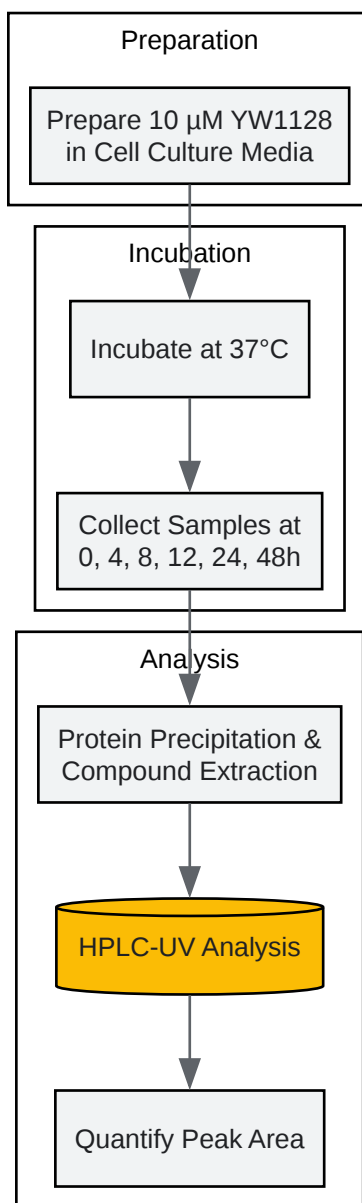 Preparation
Prepare 10 µM YW1128
in Cell Culture Media
Incubation
Incubate at 37°C
Collect Samples at
0, 4, 8, 12, 24, 48h
Analysis
Protein Precipitation &
Compound Extraction
HPLC-UV Analysis
Quantify Peak Area